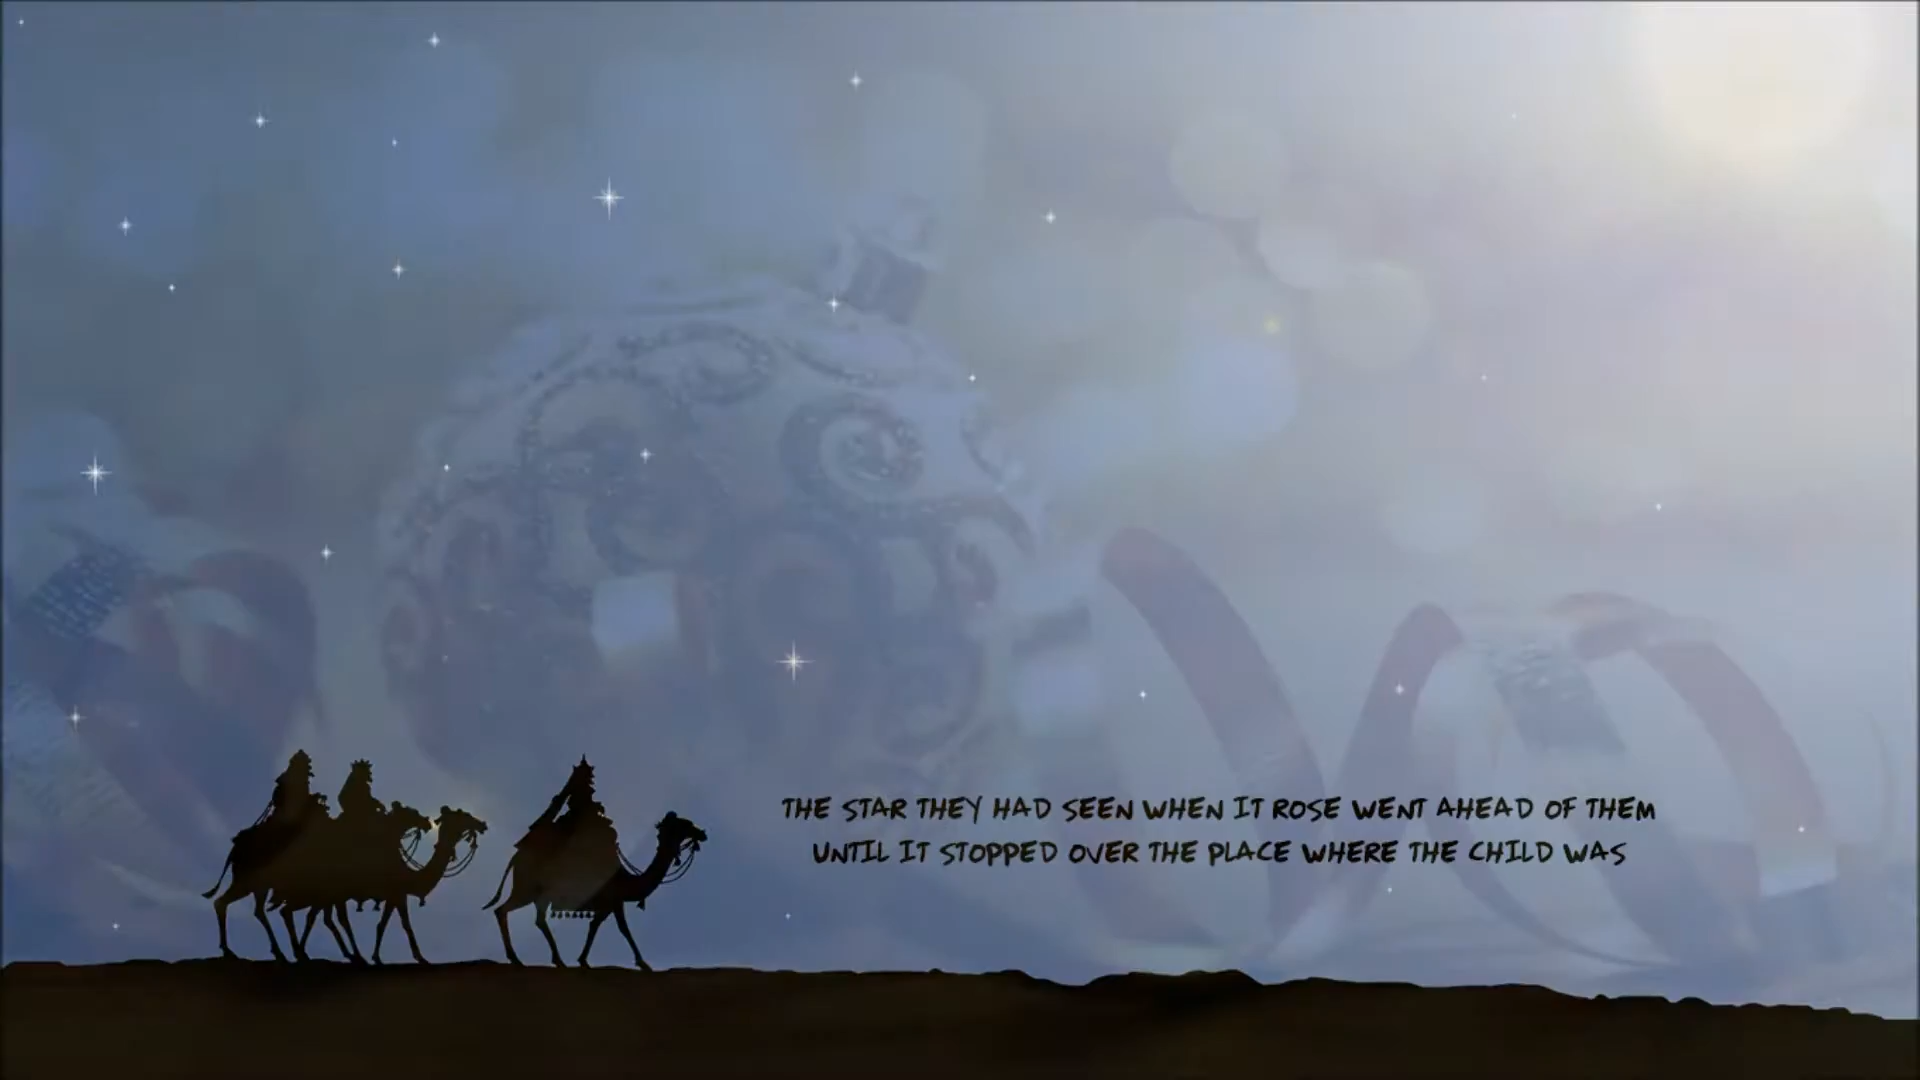 THE STAR THEY HAD SEEN WHEN IT ROSE WENT AHEAD OF THEM
UNTIL IT STOPPED OVER THE PLACE WHERE THE CHILD WAS